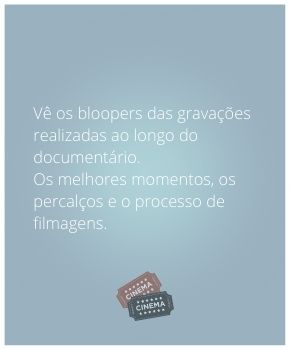 Vê os bloopers das gravações
realizadas ao longo do
documentário.
Os melhores momentos, os
percalços e o processo de
filmagens.
CINEMA
CINEMA